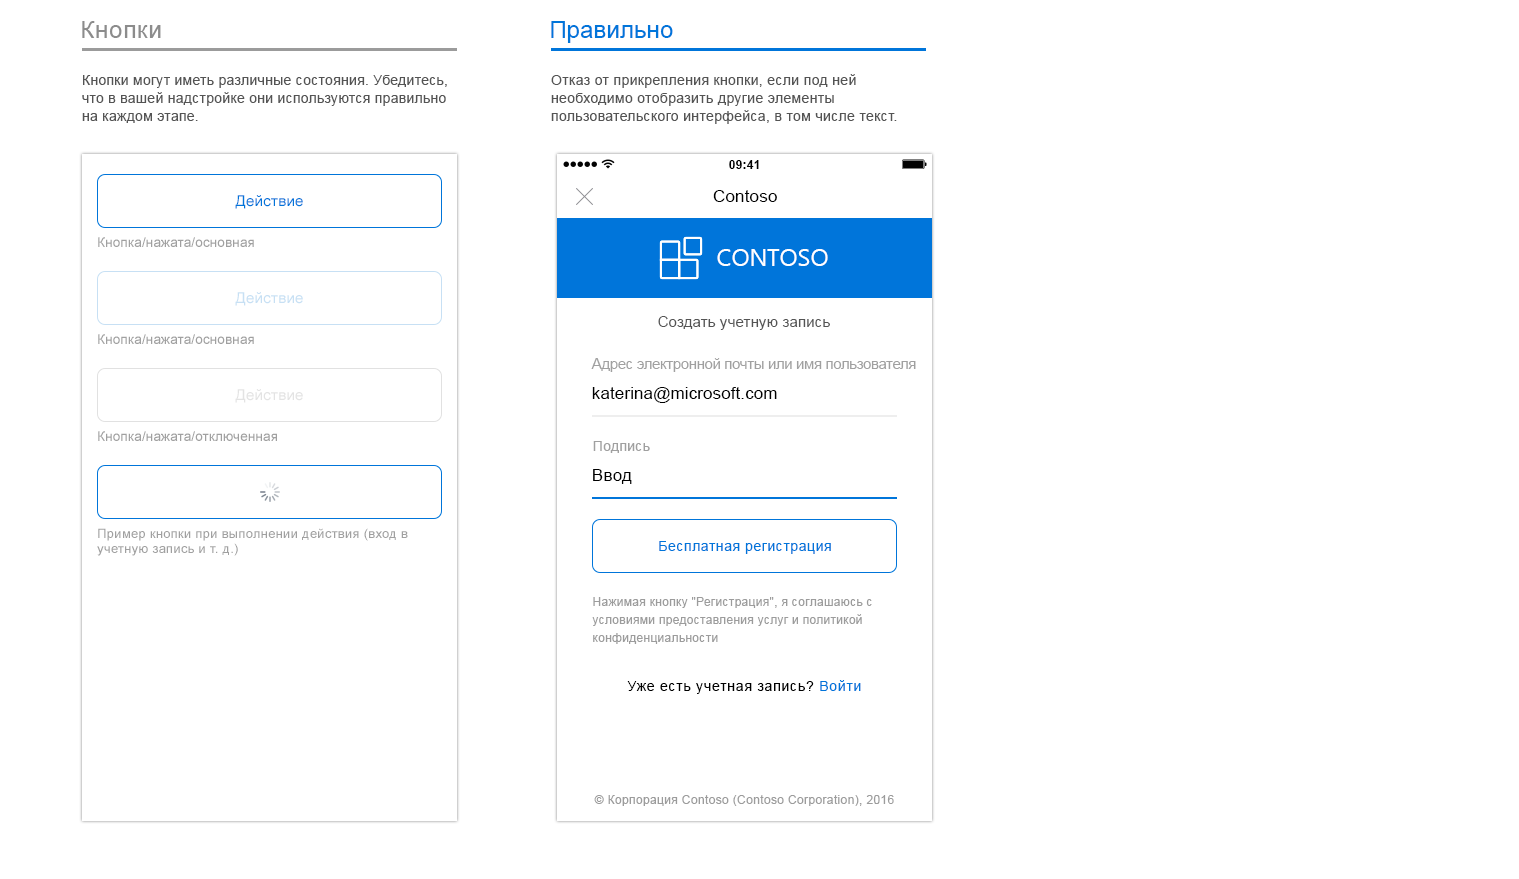 Кнопки
Кнопки могут иметь различные состояния. Убедитесь,
что в вашей надстройке они используются правильно
на каждом этапе.
Действие
Кнопка/нажата/основная
Действие
Кнопка/нажата/основная
Действие
Кнопка/нажата/отключенная
Пример кнопки при выполнении действия (вход в
учетную запись и т. д.)
Правильно
Отказ от прикрепления кнопки, если под ней
необходимо отобразить другие элементы
пользовательского интерфейса, в том числе текст.
09:41
Contoso
CONTOSO
Создать учетную запись
Адрес электронной почты или имя пользователя
katerina@microsoft.com
Подпись
Ввод
Бесплатная регистрация
Нажимая кнопку "Регистрация", я соглашаюсь с
условиями предоставления услуг и политикой
конфиденциальности
Уже есть учетная запись? Войти
© Корпорация Contoso (Contoso Corporation), 2016